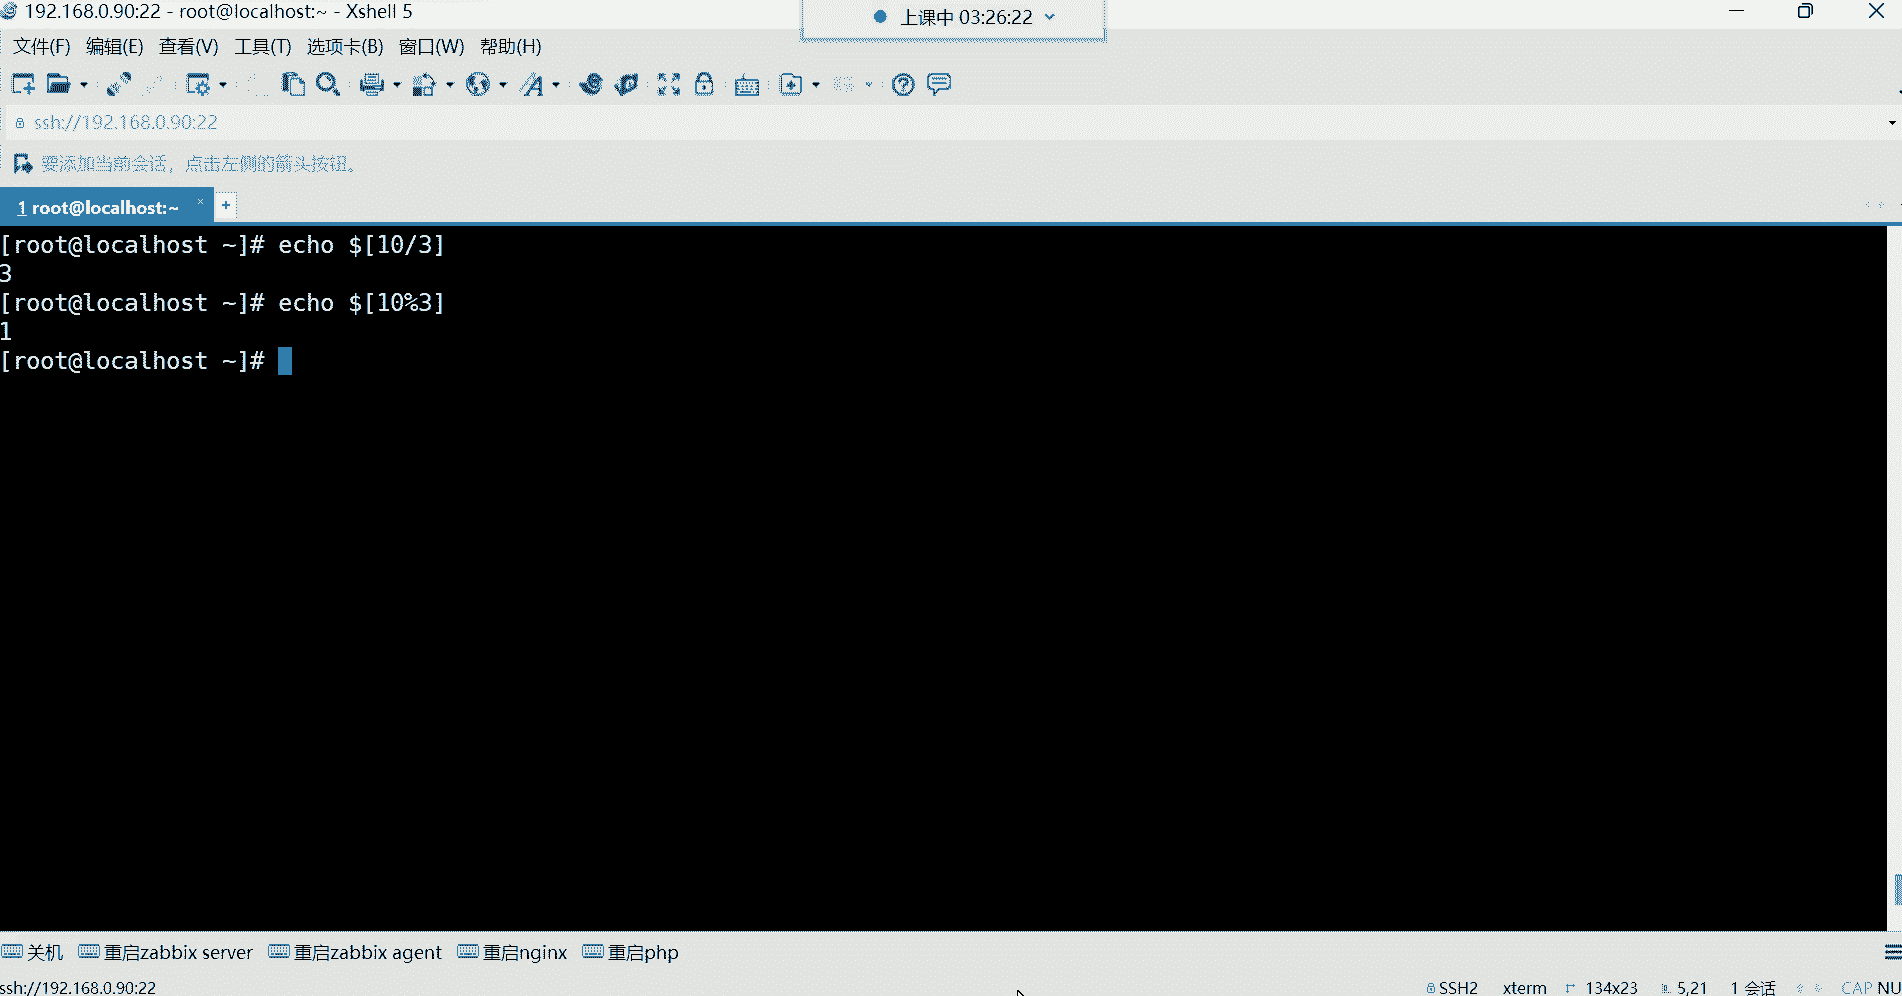 192.168.0.90:22 - root@localhost:~ - Xshell 5
上课中 03:26:22
文件(F) 编辑(E) 查看(V) 工具(T) 选项卡(B) 窗口(W) 帮助(H)
ssh://192.168.0.90:22
要添加当前会话，点击左侧的箭头按钮。
1 root@localhost:~ × +
[root@localhost ~]# echo $[10/3]
3
[root@localhost ~]# echo $[10%3]
1
[root@localhost ~]#
关机 重启zabbix server 重启zabbix agent 重启nginx 重启php
ssh://192.168.0.90:22 SSH2 xterm 134x23 5,21 1 会话 CAP NU